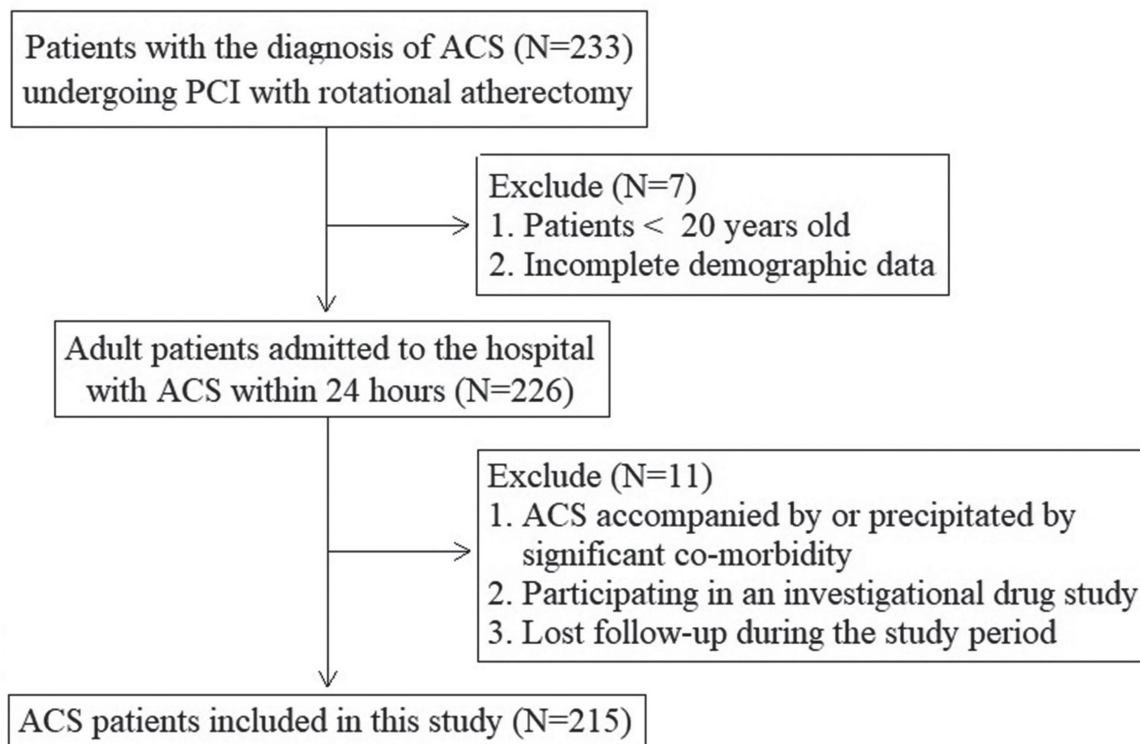 Patients with the diagnosis of ACS (N=233)
undergoing PCI with rotational atherectomy
Exclude (N=7)
1. Patients < 20 years old
2. Incomplete demographic data
Adult patients admitted to the hospital
with ACS within 24 hours (N=226)
Exclude (N=11)
1. ACS accompanied by or precipitated by
significant co-morbidity
2. Participating in an investigational drug study
3. Lost follow-up during the study period
ACS patients included in this study (N=215)